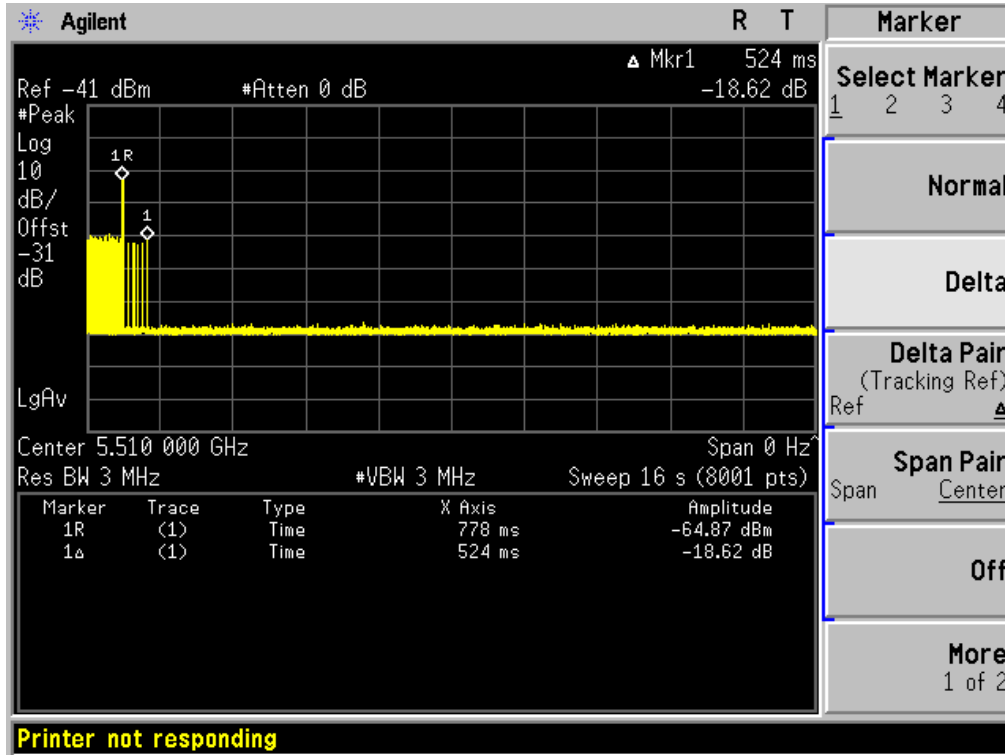 Agilent R T
Δ Mkr1 524 ms
Ref -41 dBm #Atten 0 dB -18.62 dB
#Peak
Log
10
dB/
Offst
-31
dB
1R
1
LgAv
Center 5.510 000 GHz Span 0 Hz^
Res BW 3 MHz #VBW 3 MHz Sweep 16 s (8001 pts)
Marker Trace Type X Axis Amplitude
1R (1) Time 778 ms -64.87 dBm
1Δ (1) Time 524 ms -18.62 dB
Printer not responding
Marker
Select Marker
1 2 3 4
Normal
Delta
Delta Pair
(Tracking Ref)
Ref Δ
Span Pair
Span Center
Off
More
1 of 2